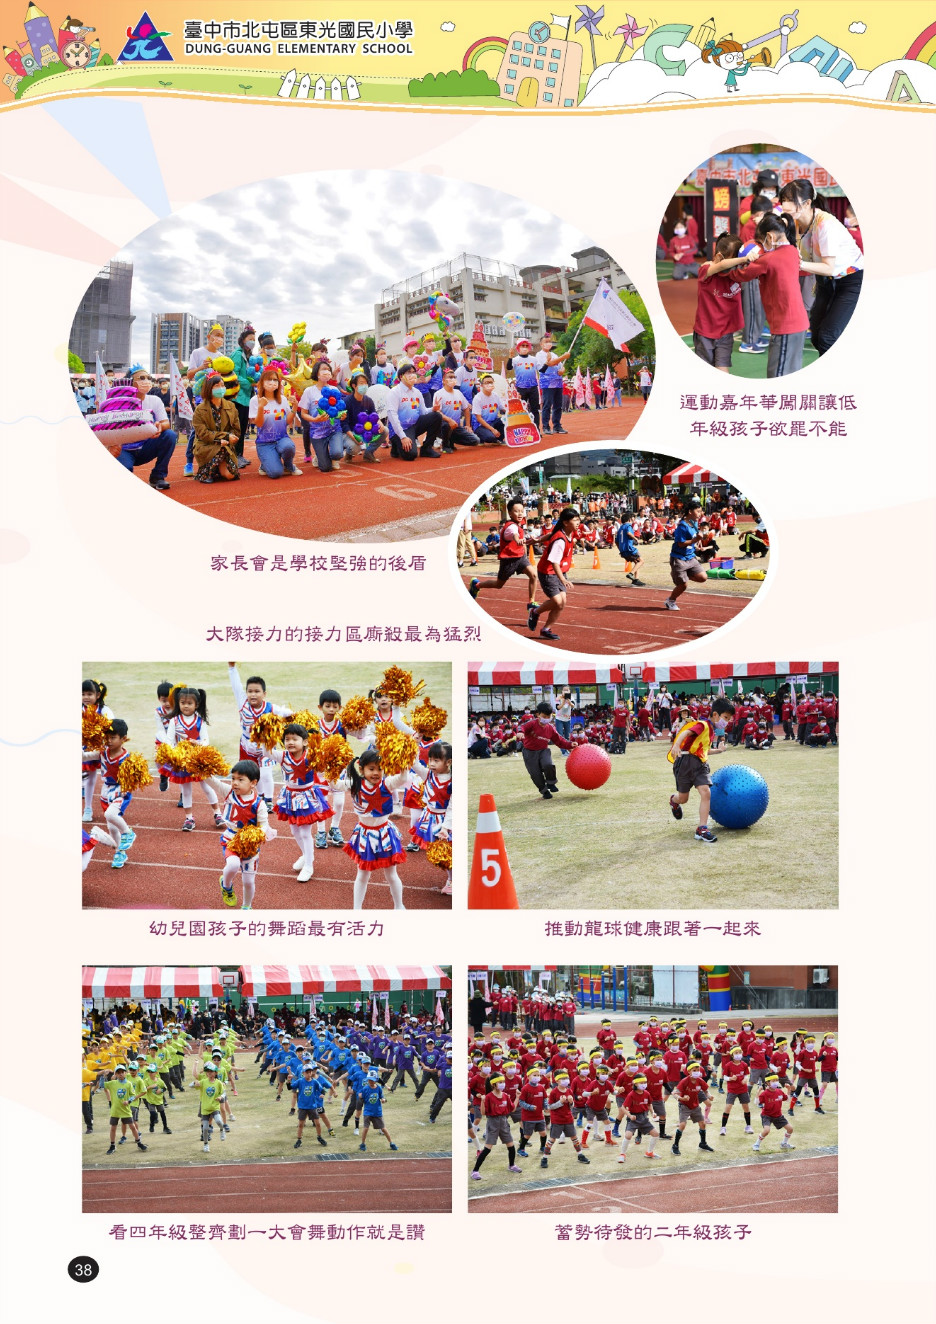 臺中市北屯區東光國民小學
DUNG-GUANG ELEMENTARY SCHOOL
運動嘉年華闖關讓低
年級孩子欲罷不能
家長會是學校堅強的後盾
大隊接力的接力區廝殺最為猛烈
幼兒園孩子的舞蹈最有活力
推動龍球健康跟著一起來
5
看四年級整齊劃一大會舞動作就是讚
蓄勢待發的二年級孩子
38